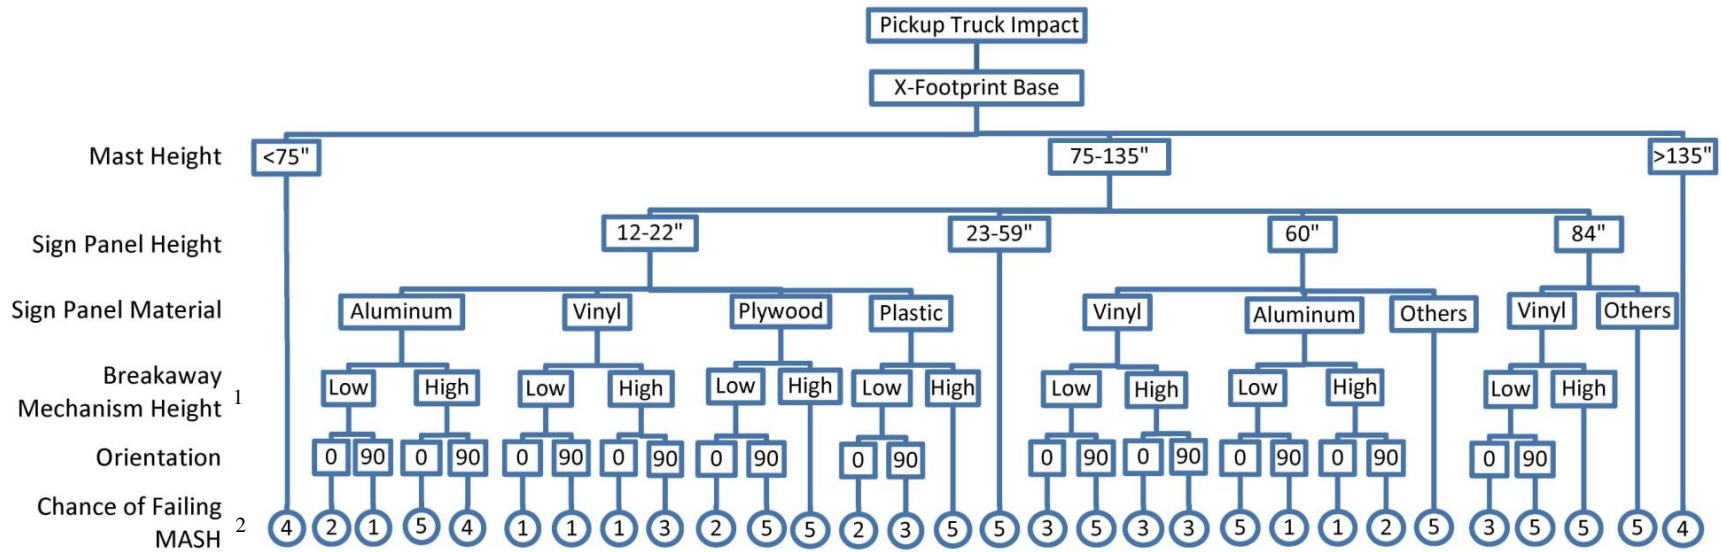 Pickup Truck Impact
X-Footprint Base
Mast Height <75" 75-135" >135"
Sign Panel Height 12-22" 23-59" 60" 84"
Sign Panel Material Aluminum Vinyl Plywood Plastic Vinyl Aluminum Others Vinyl Others
Breakaway
Mechanism Height 1 Low High Low High Low High Low High Low High Low High Low High
Orientation 0 90 0 90 0 90 0 90 0 90 0 90 0 90 0 90 0 90 0 90 0 90
Chance of Failing
MASH 2 4 2 1 5 4 1 1 1 3 2 5 5 2 3 5 5 3 5 3 3 5 1 1 2 5 3 5 5 5 4